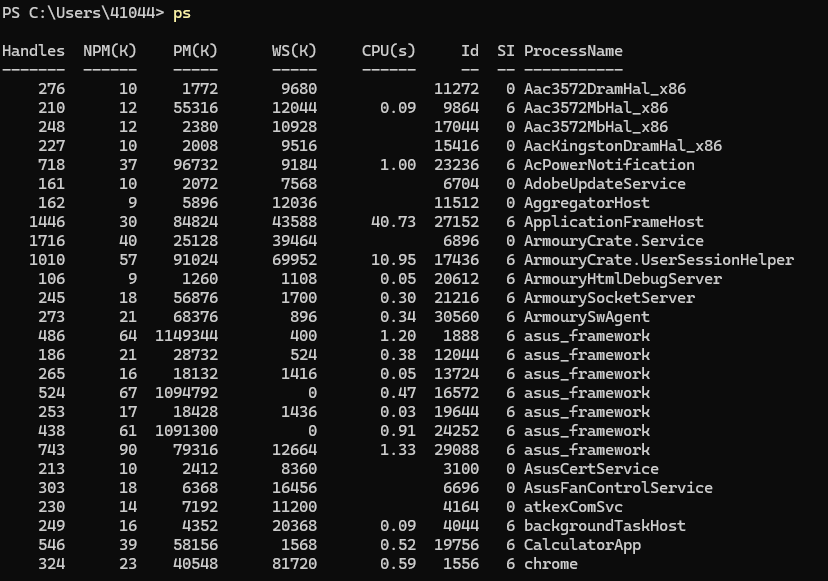 PS C:\Users\41044> ps
Handles  NPM(K)    PM(K)      WS(K)     CPU(s)     Id  SI ProcessName
-------  ------    -----      -----     ------     --  -- -----------
    276      10     1772       9680             11272   0 Aac3572DramHal_x86
    210      12    55316      12044       0.09   9864   6 Aac3572MbHal_x86
    248      12     2380      10928             17044   0 Aac3572MbHal_x86
    227      10     2008       9516             15416   0 AacKingstonDramHal_x86
    718      37    96732       9184       1.00  23236   6 AcPowerNotification
    161      10     2072       7568              6704   0 AdobeUpdateService
    162       9     5896      12036             11512   0 AggregatorHost
   1446      30    84824      43588      40.73  27152   6 ApplicationFrameHost
   1716      40    25128      39464              6896   0 ArmouryCrate.Service
   1010      57    91024      69952      10.95  17436   6 ArmouryCrate.UserSessionHelper
    106       9     1260       1108       0.05  20612   6 ArmouryHtmlDebugServer
    245      18    56876       1700       0.30  21216   6 ArmourySocketServer
    273      21    68376        896       0.34  30560   6 ArmourySwAgent
    486      64  1149344        400       1.20   1888   6 asus_framework
    186      21    28732        524       0.38  12044   6 asus_framework
    265      16    18132       1416       0.05  13724   6 asus_framework
    524      67  1094792          0       0.47  16572   6 asus_framework
    253      17    18428       1436       0.03  19644   6 asus_framework
    438      61  1091300          0       0.91  24252   6 asus_framework
    743      90    79316      12664       1.33  29088   6 asus_framework
    213      10     2412       8360              3100   0 AsusCertService
    303      18     6368      16456              6696   0 AsusFanControlService
    230      14     7192      11200              4164   0 atkexComSvc
    249      16     4352      20368       0.09   4044   6 backgroundTaskHost
    546      39    58156       1568       0.52  19756   6 CalculatorApp
    324      23    40548      81720       0.59   1556   6 chrome